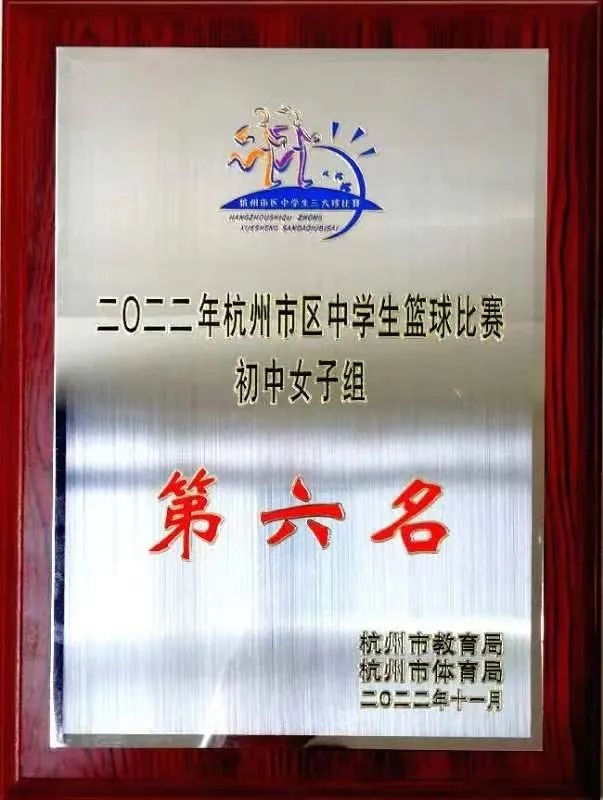 杭州市区中学生三大球比赛
HANGZHOUSHIQU ZHONG
XUESHENG SANDAQIUBISAI
二〇二二年杭州市区中学生篮球比赛
初中女子组
第六名
杭州市教育局
杭州市体育局
二〇二二年十一月